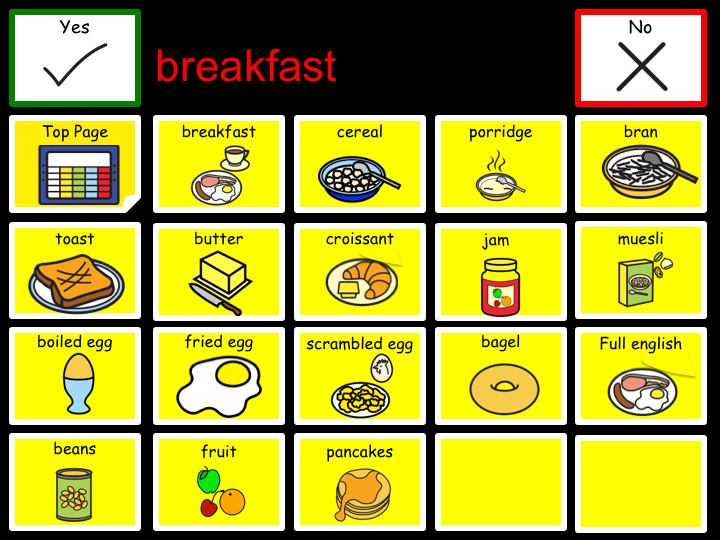 Yes
breakfast
No
Top Page
breakfast
cereal
porridge
bran
toast
butter
croissant
jam
muesli
boiled egg
fried egg
scrambled egg
bagel
Full english
beans
fruit
pancakes